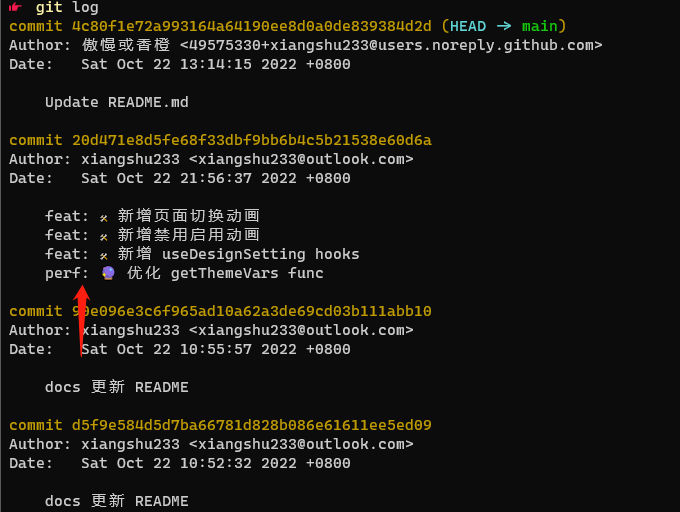 git log
commit 4c80f1e72a993164a64190ee8d0a0de839384d2d (HEAD -> main)
Author: 傲慢或香橙 <49575330+xiangshu233@users.noreply.github.com>
Date:   Sat Oct 22 13:14:15 2022 +0800
Update README.md
commit 20d471e8d5fe68f33dbf9bb6b4c5b21538e60d6a
Author: xiangshu233 <xiangshu233@outlook.com>
Date:   Sat Oct 22 21:56:37 2022 +0800
feat: 新增页面切换动画
feat: 新增禁用启用动画
feat: 新增 useDesignSetting hooks
perf: 🔮 优化 getThemeVars func
commit 90e096e3c6f965ad10a62a3de69cd03b111abb10
Author: xiangshu233 <xiangshu233@outlook.com>
Date:   Sat Oct 22 10:55:57 2022 +0800
docs 更新 README
commit d5f9e584d5d7ba66781d828b086e61611ee5ed09
Author: xiangshu233 <xiangshu233@outlook.com>
Date:   Sat Oct 22 10:52:32 2022 +0800
docs 更新 README